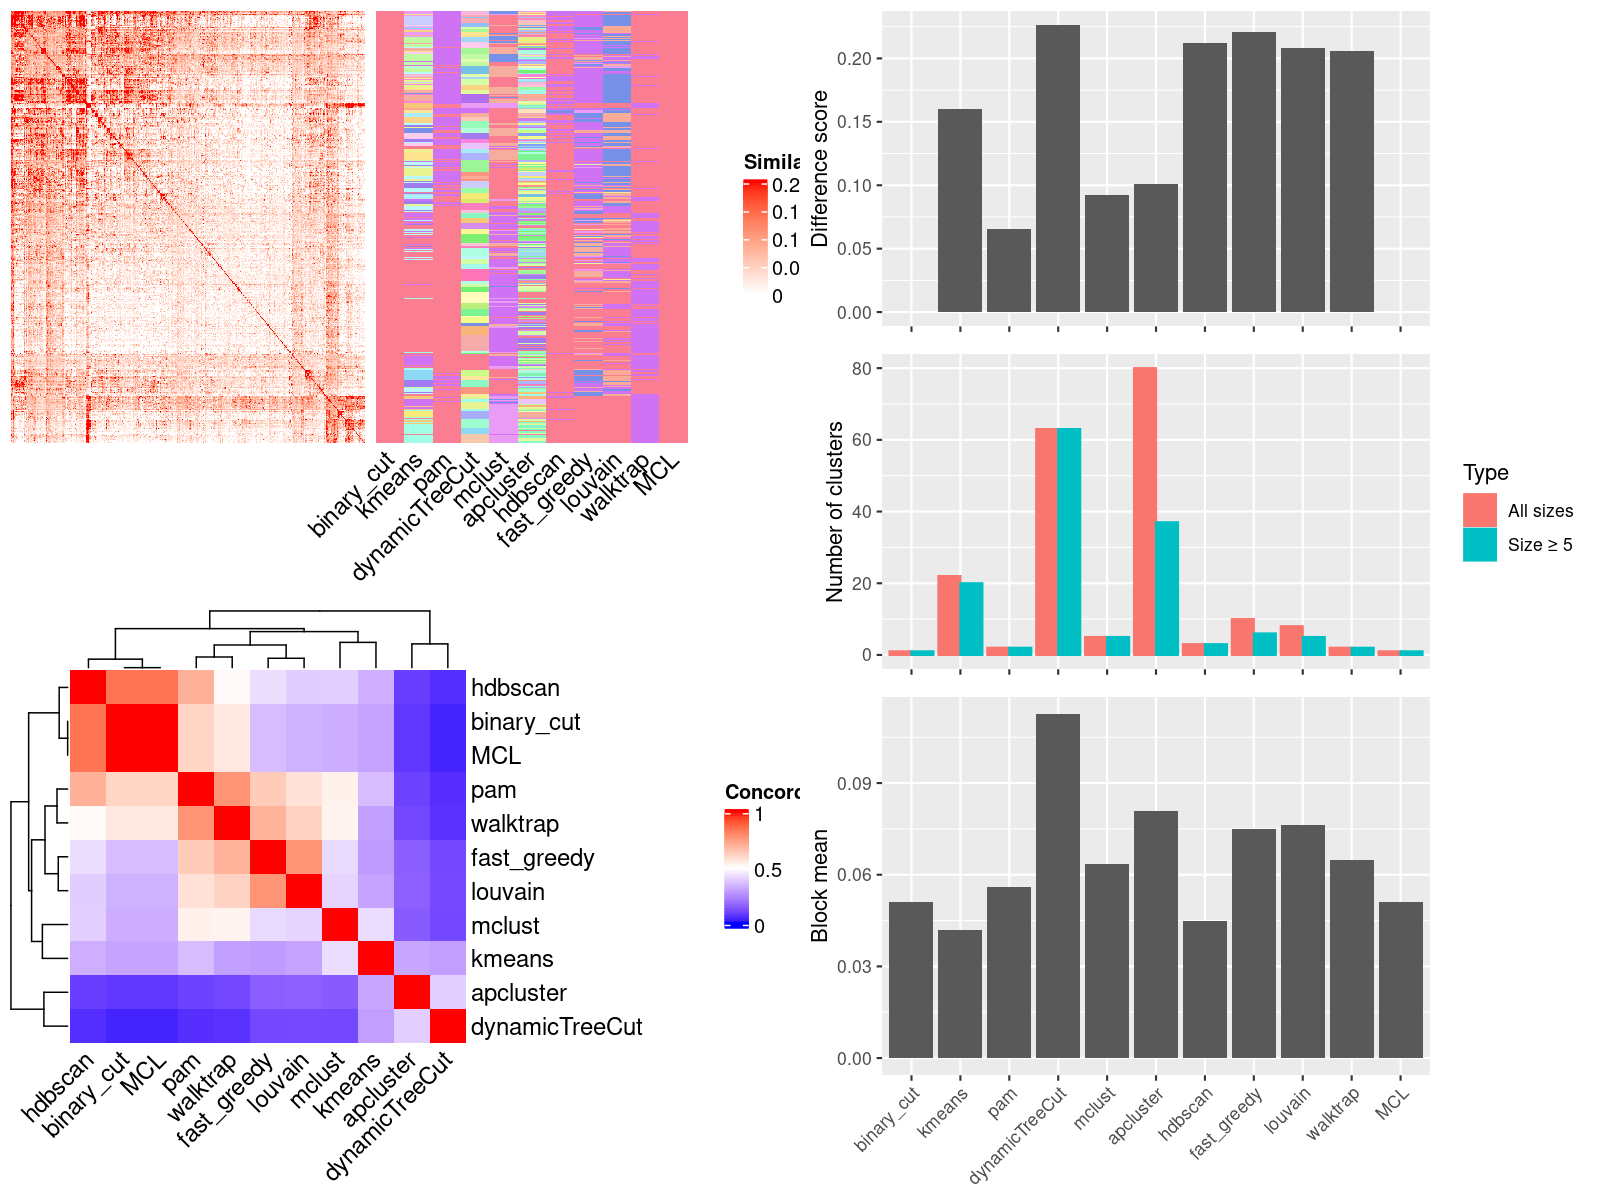 Simila
0.2
0.1
0.1
0.0
0
binary_cut
kmeans
pam
dynamicTreeCut
mclust
apcluster
hdbscan
fast_greedy
louvain
walktrap
MCL
hdbscan
binary_cut
MCL
pam
walktrap
fast_greedy
louvain
mclust
kmeans
apcluster
dynamicTreeCut
hdbscan
binary_cut
MCL
pam
walktrap
fast_greedy
louvain
mclust
kmeans
apcluster
dynamicTreeCut
Concord
1
0.5
0
Difference score
0.20
0.15
0.10
0.05
0.00
Number of clusters
80
60
40
20
0
Type
All sizes
Size ≥ 5
Block mean
0.09
0.06
0.03
0.00
binary_cut
kmeans
pam
dynamicTreeCut
mclust
apcluster
hdbscan
fast_greedy
louvain
walktrap
MCL